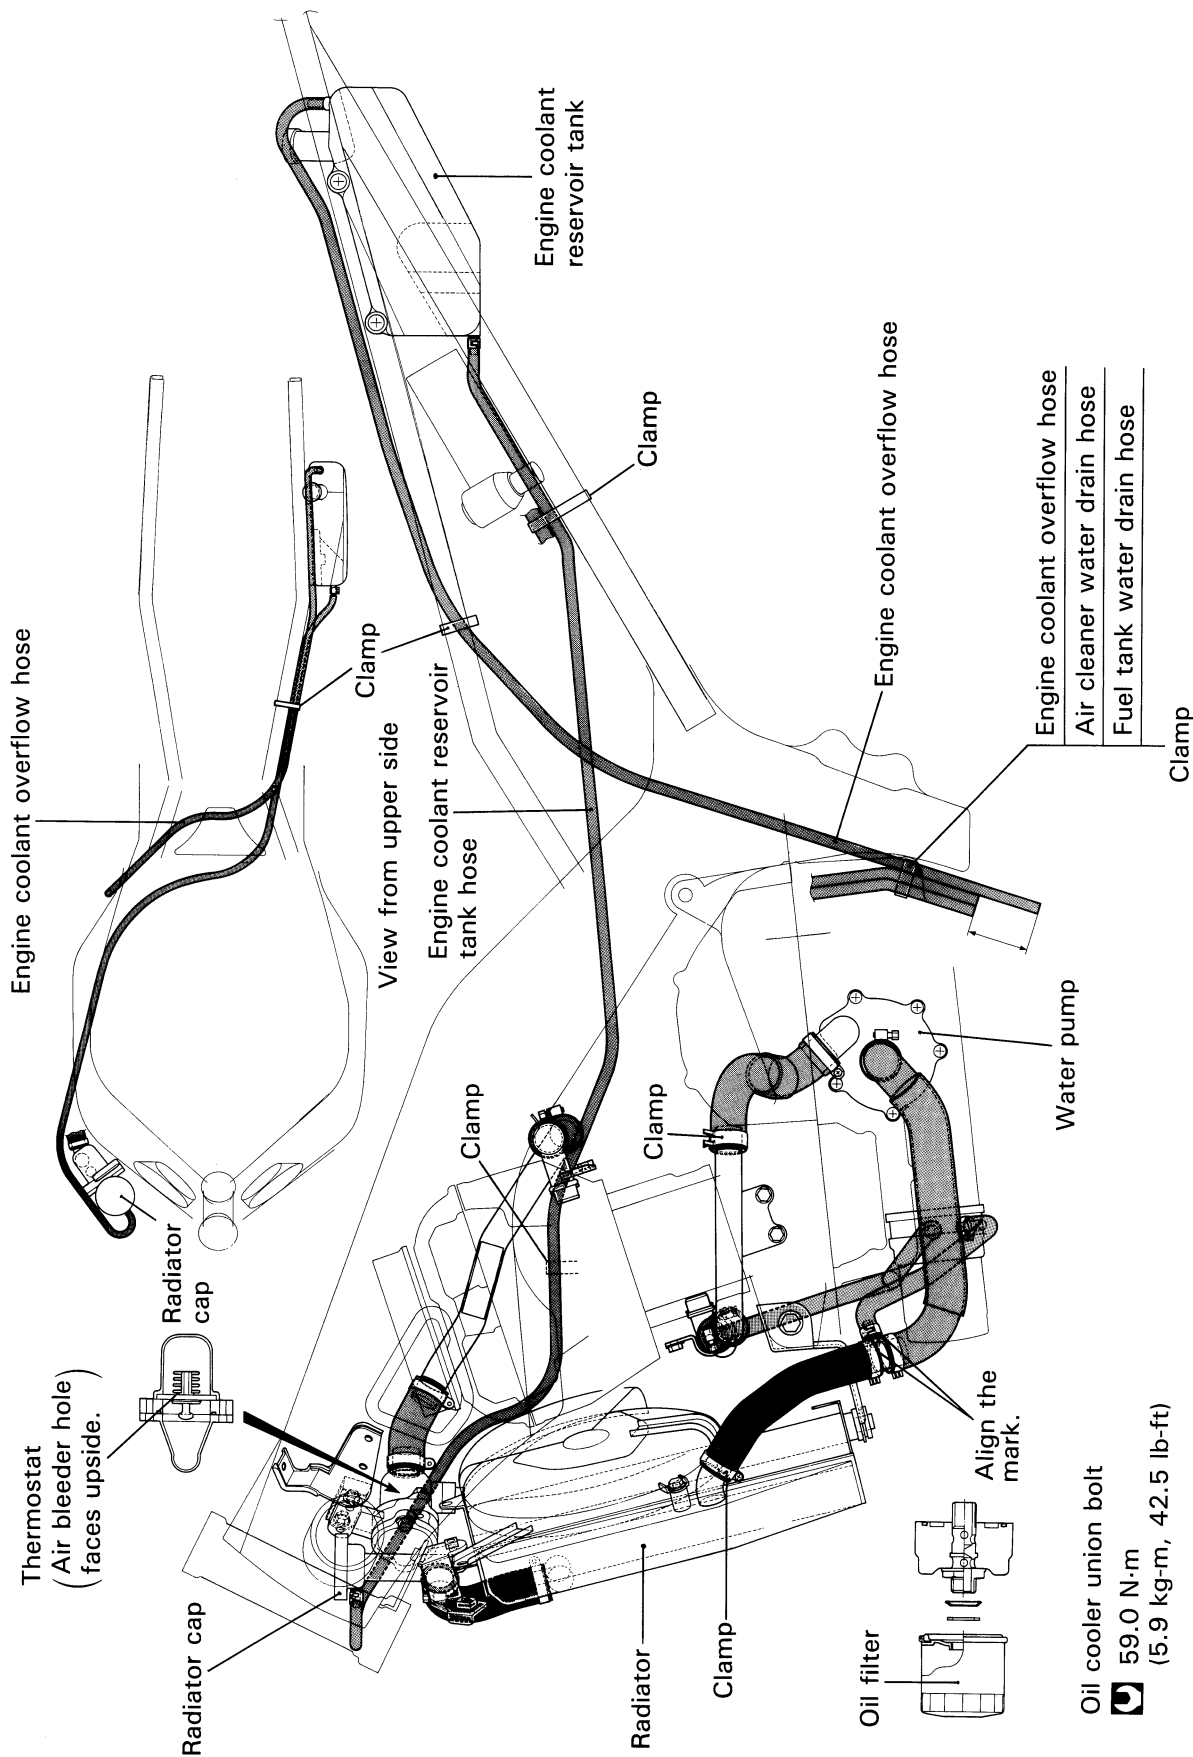 Thermostat
(Air bleeder hole
faces upside.)
Radiator
cap
Engine coolant overflow hose
Radiator cap
View from upper side
Clamp
Engine coolant reservoir
tank hose
Clamp
Engine coolant
reservoir tank
Clamp
Clamp
Radiator
Clamp
Engine coolant overflow hose
Oil filter
Align the
mark.
Water pump
Engine coolant overflow hose
Air cleaner water drain hose
Fuel tank water drain hose
Clamp
Oil cooler union bolt
59.0 N·m
(5.9 kg-m, 42.5 lb-ft)